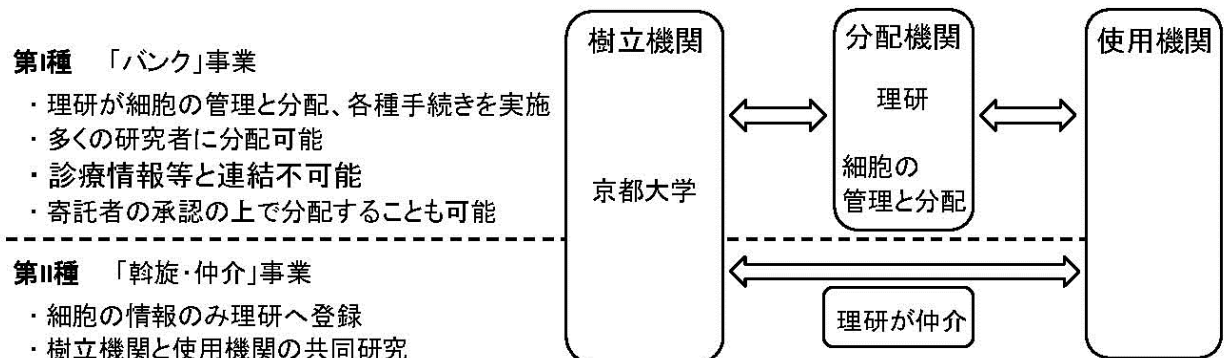 第I種 「バンク」事業
・理研が細胞の管理と分配、各種手続きを実施
・多くの研究者に分配可能
・診療情報等と連結不可能
・寄託者の承認の上で分配することも可能
第II種 「斡旋・仲介」事業
・細胞の情報のみ理研へ登録
・樹立機関と使用機関の共同研究
樹立機関
京都大学
分配機関
理研
細胞の
管理と分配
使用機関
理研が仲介